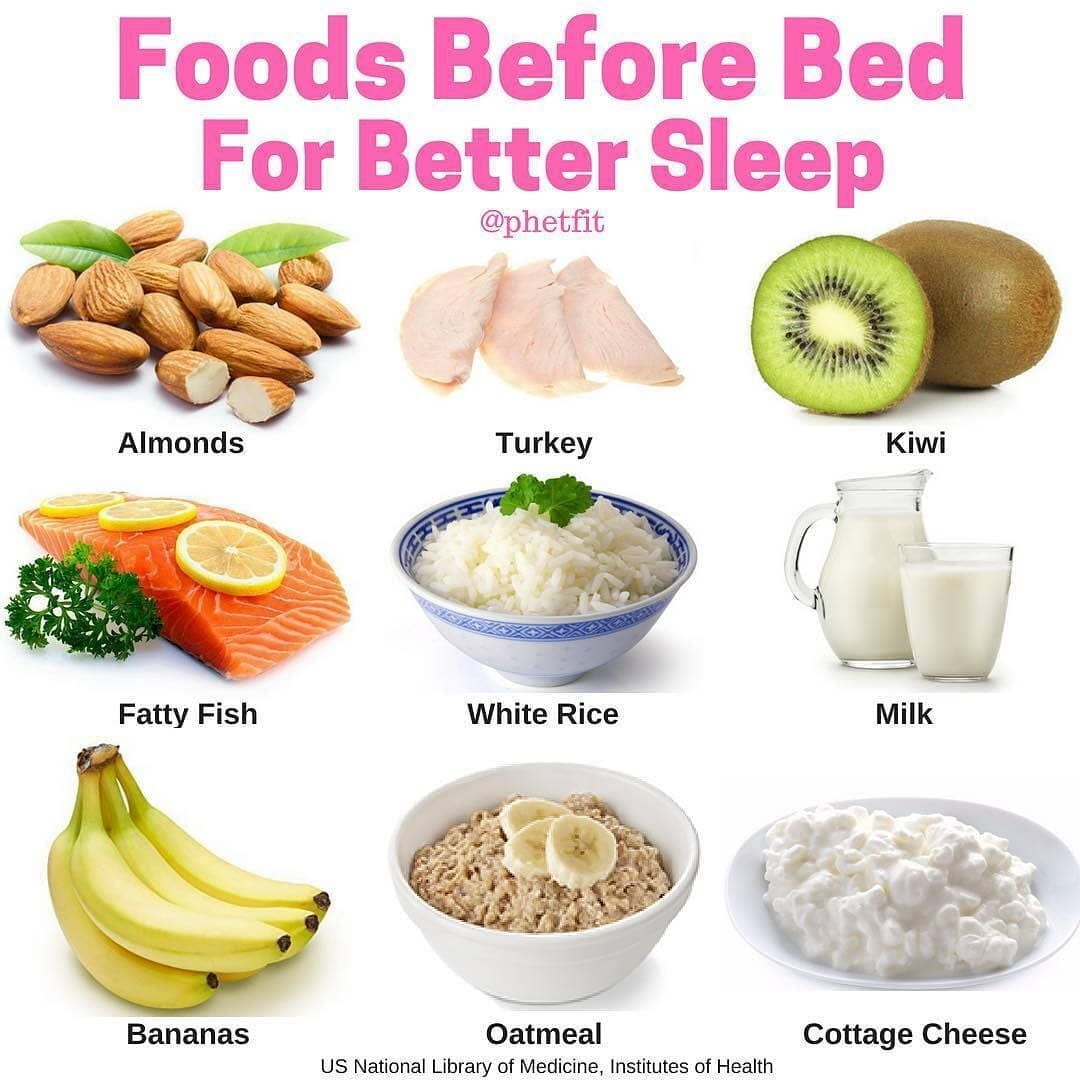 Foods Before Bed
For Better Sleep
@phetfit
Almonds
Turkey
Kiwi
Fatty Fish
White Rice
Milk
Bananas
Oatmeal
Cottage Cheese
US National Library of Medicine, Institutes of Health